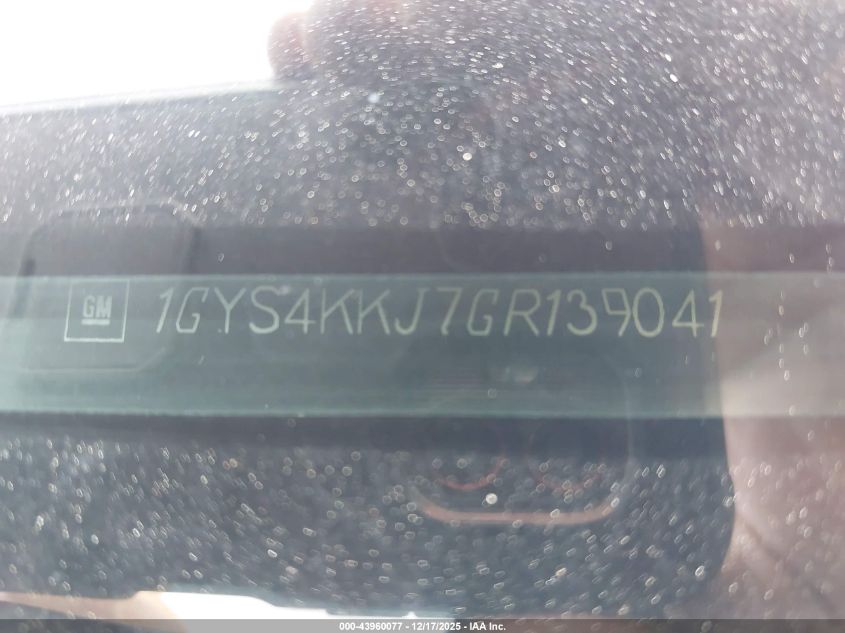 GM 1GYS4KKJ7GR139041
000-43960077 - 12/17/2025 - IAA Inc.